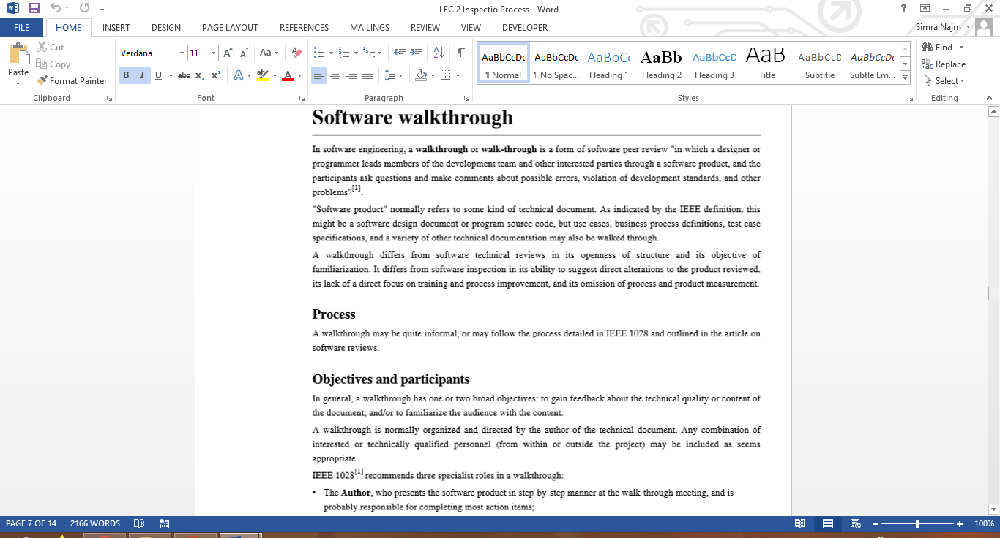 LEC 2 Inspectio Process - Word
?
FILE HOME INSERT DESIGN PAGE LAYOUT REFERENCES MAILINGS REVIEW VIEW DEVELOPER Simra Najm
Paste
Cut
Copy
Format Painter
Clipboard
Verdana 11 A A Aa
B I U abc x₂ x² A ab A
Font
A Z ¶
Paragraph
AaBbCcDc AaBbCcDc AaBbCc AaBb AaBbCcC AaBl AaBbCcD AaBbCcDc
¶ Normal ¶ No Spac... Heading 1 Heading 2 Heading 3 Title Subtitle Subtle Em...
Styles
Find
Replace
Select
Editing
Software walkthrough
In software engineering, a walkthrough or walk-through is a form of software peer review "in which a designer or
programmer leads members of the development team and other interested parties through a software product, and the
participants ask questions and make comments about possible errors, violation of development standards, and other
problems"[1].
"Software product" normally refers to some kind of technical document. As indicated by the IEEE definition, this
might be a software design document or program source code, but use cases, business process definitions, test case
specifications, and a variety of other technical documentation may also be walked through.
A walkthrough differs from software technical reviews in its openness of structure and its objective of
familiarization. It differs from software inspection in its ability to suggest direct alterations to the product reviewed,
its lack of a direct focus on training and process improvement, and its omission of process and product measurement.
Process
A walkthrough may be quite informal, or may follow the process detailed in IEEE 1028 and outlined in the article on
software reviews.
Objectives and participants
In general, a walkthrough has one or two broad objectives: to gain feedback about the technical quality or content of
the document; and/or to familiarize the audience with the content.
A walkthrough is normally organized and directed by the author of the technical document. Any combination of
interested or technically qualified personnel (from within or outside the project) may be included as seems
appropriate.
IEEE 1028[1] recommends three specialist roles in a walkthrough:
• The Author, who presents the software product in step-by-step manner at the walk-through meeting, and is
probably responsible for completing most action items;
PAGE 7 OF 14 2166 WORDS 100%